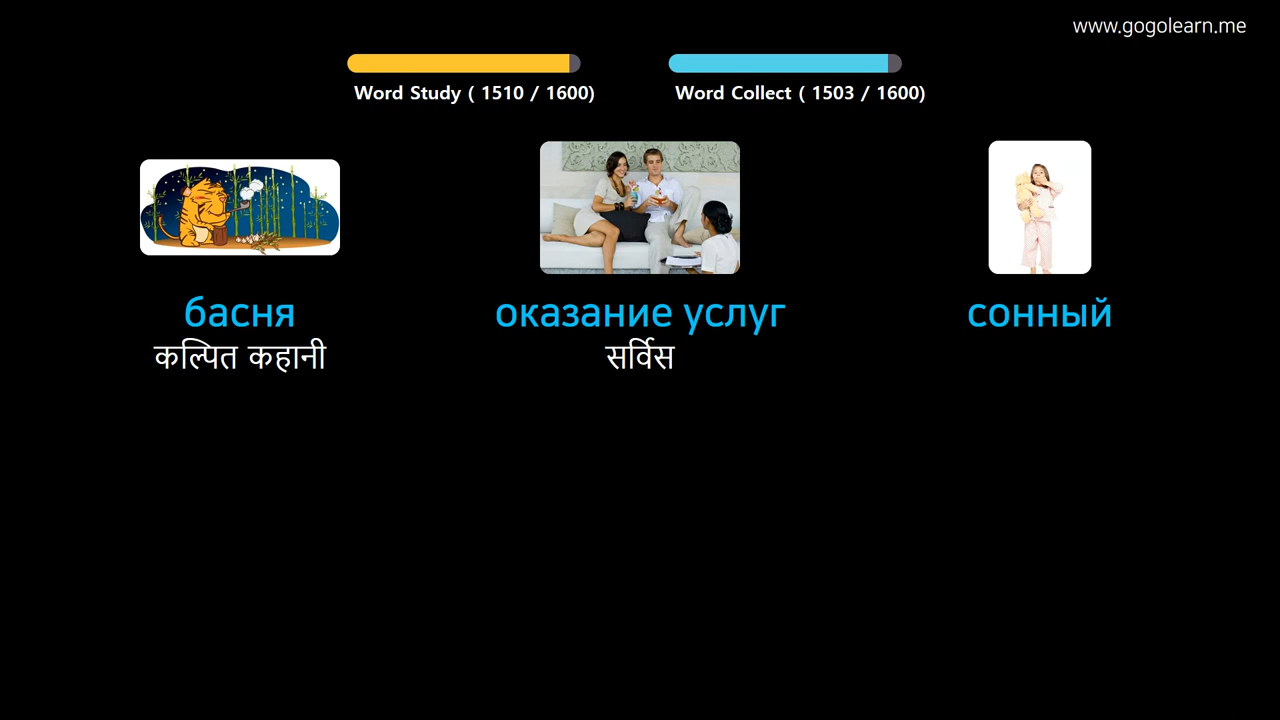 www.gogolearn.me
Word Study ( 1510 / 1600)
Word Collect ( 1503 / 1600)
басня
कल्पित कहानी
оказание услуг
सर्विस
сонный